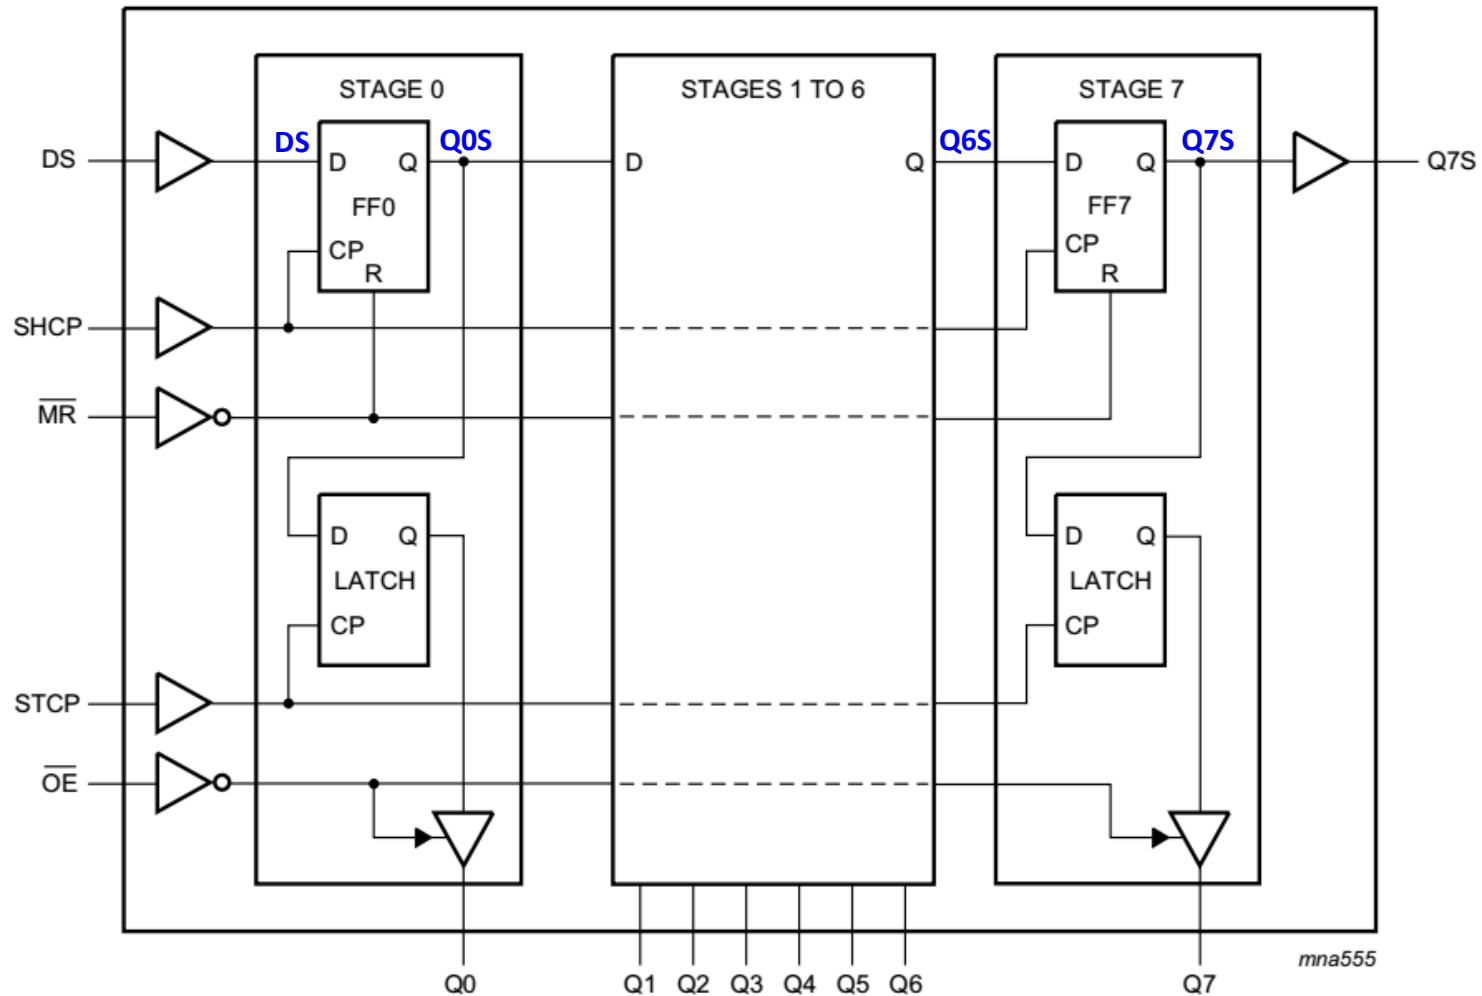 STAGE 0
STAGES 1 TO 6
STAGE 7
DS
DS
D
Q
Q0S
D
Q
Q6S
D
Q
Q7S
Q7S
FF0
FF7
CP
CP
R
R
SHCP
MR
D
Q
D
Q
LATCH
LATCH
CP
CP
STCP
OE
mna555
Q0
Q1
Q2
Q3
Q4
Q5
Q6
Q7